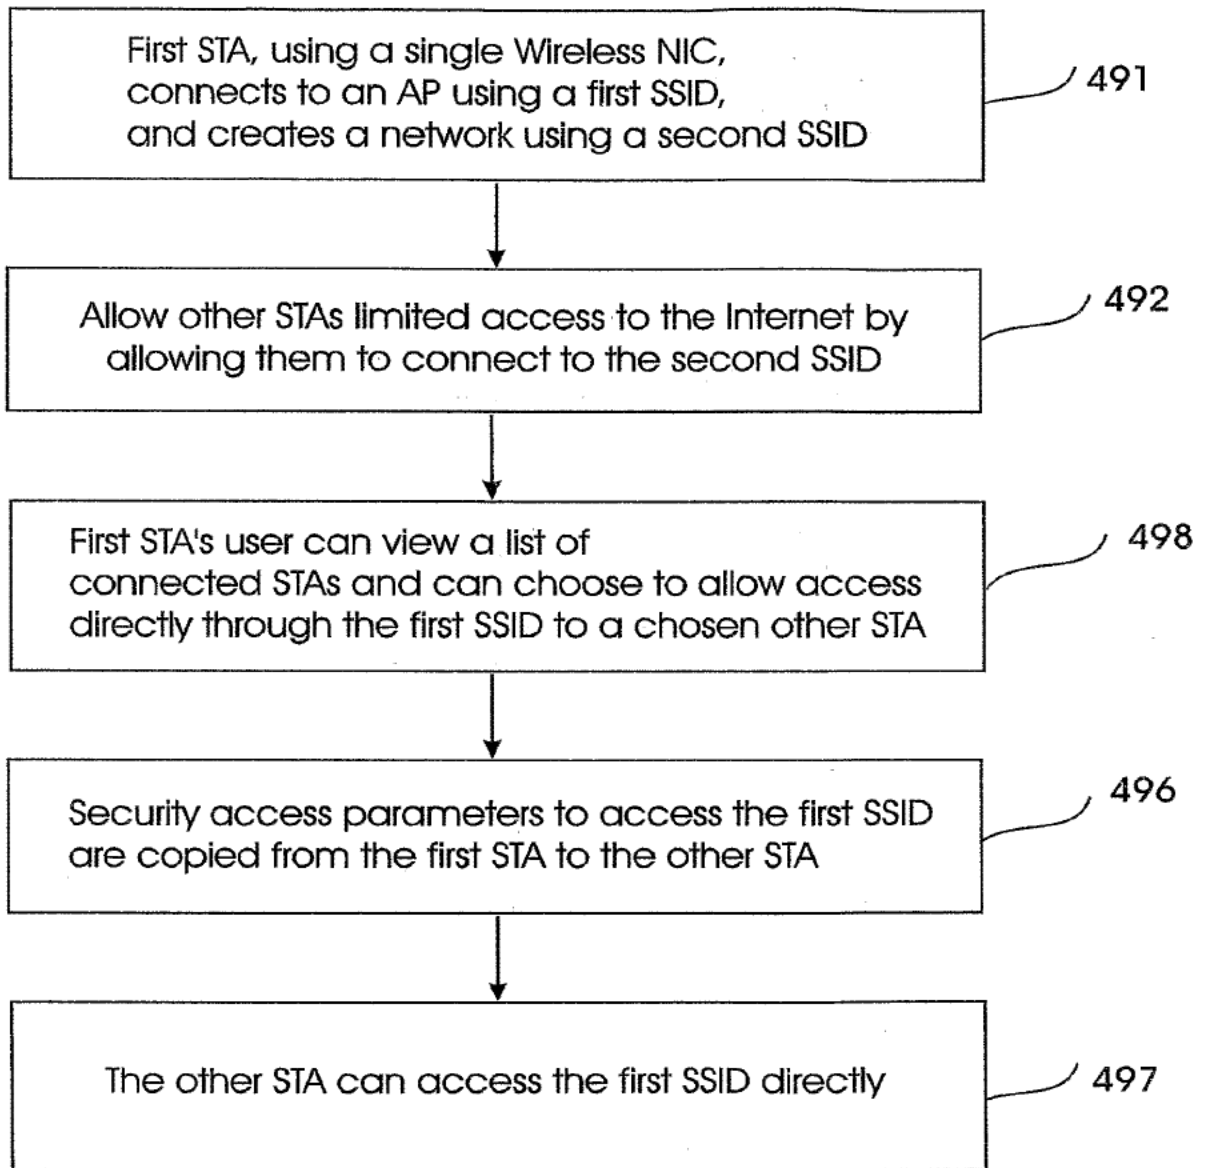 First STA, using a single Wireless NIC,
connects to an AP using a first SSID,
and creates a network using a second SSID
491
Allow other STAs limited access to the Internet by
allowing them to connect to the second SSID
492
First STA's user can view a list of
connected STAs and can choose to allow access
directly through the first SSID to a chosen other STA
498
Security access parameters to access the first SSID
are copied from the first STA to the other STA
496
The other STA can access the first SSID directly
497